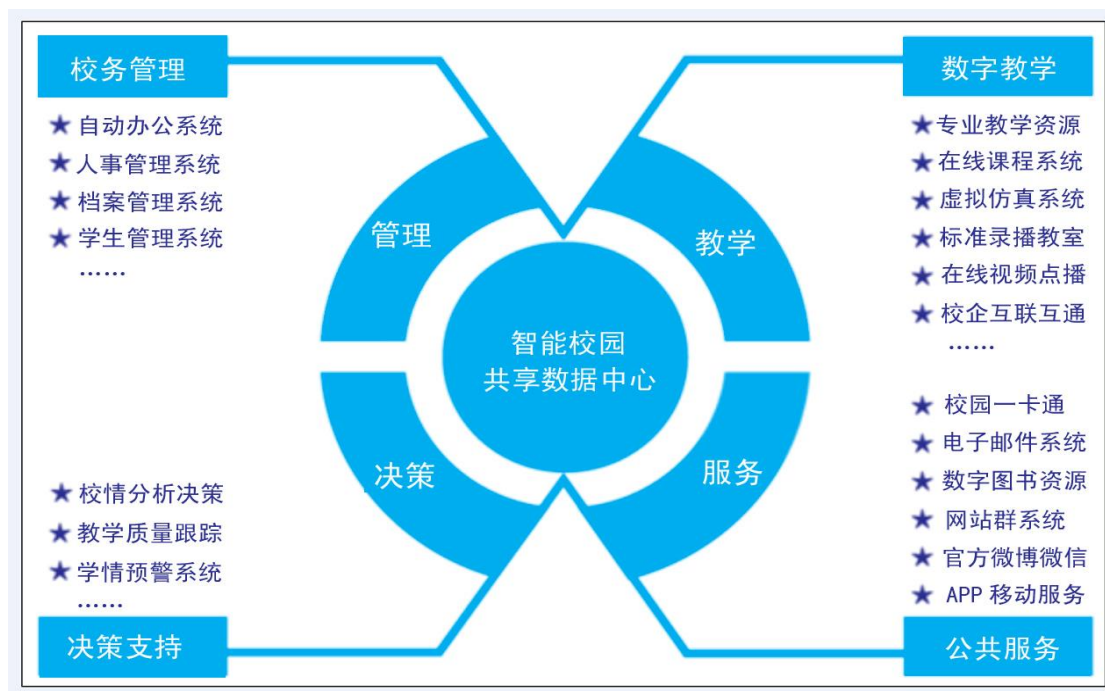 校务管理
★ 自动办公系统
★ 人事管理系统
★ 档案管理系统
★ 学生管理系统
……
数字教学
★ 专业教学资源
★ 在线课程系统
★ 虚拟仿真系统
★ 标准录播教室
★ 在线视频点播
★ 校企互联互通
……
管理
教学
智能校园
共享数据中心
决策
服务
★ 校情分析决策
★ 教学质量跟踪
★ 学情预警系统
……
决策支持
★ 校园一卡通
★ 电子邮件系统
★ 数字图书资源
★ 网站群系统
★ 官方微博微信
★ APP 移动服务
公共服务